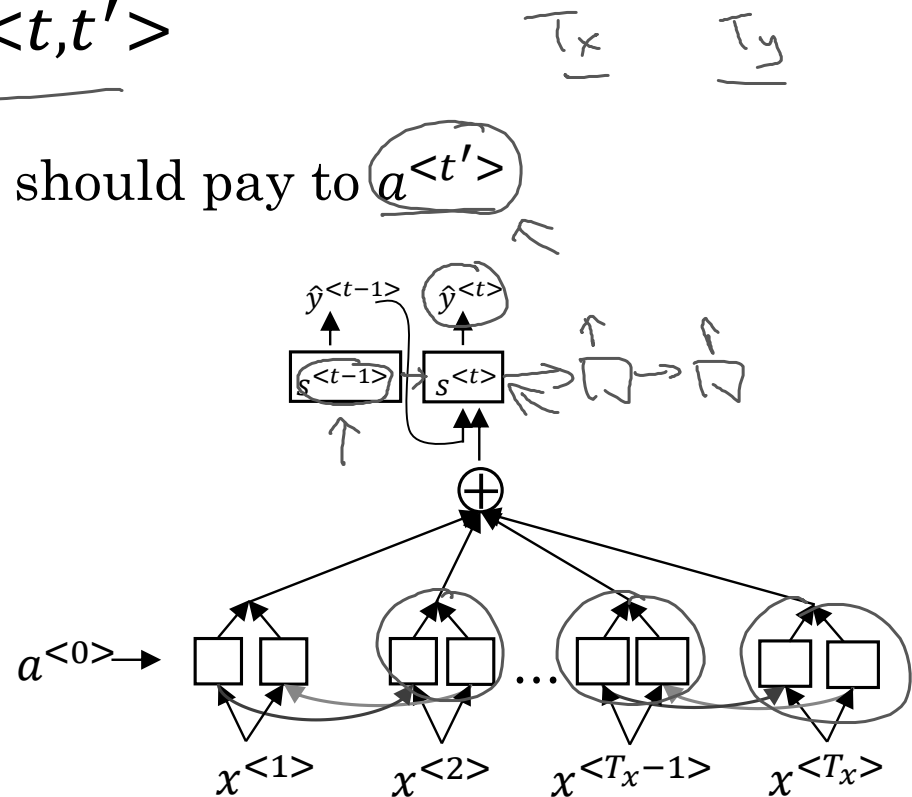 <t,t′> Tx Ty
should pay to a<t′>
ŷ<t−1> ŷ<t>
s<t−1> s<t>
+
a<0>
...
x<1> x<2> x<Tx−1> x<Tx>